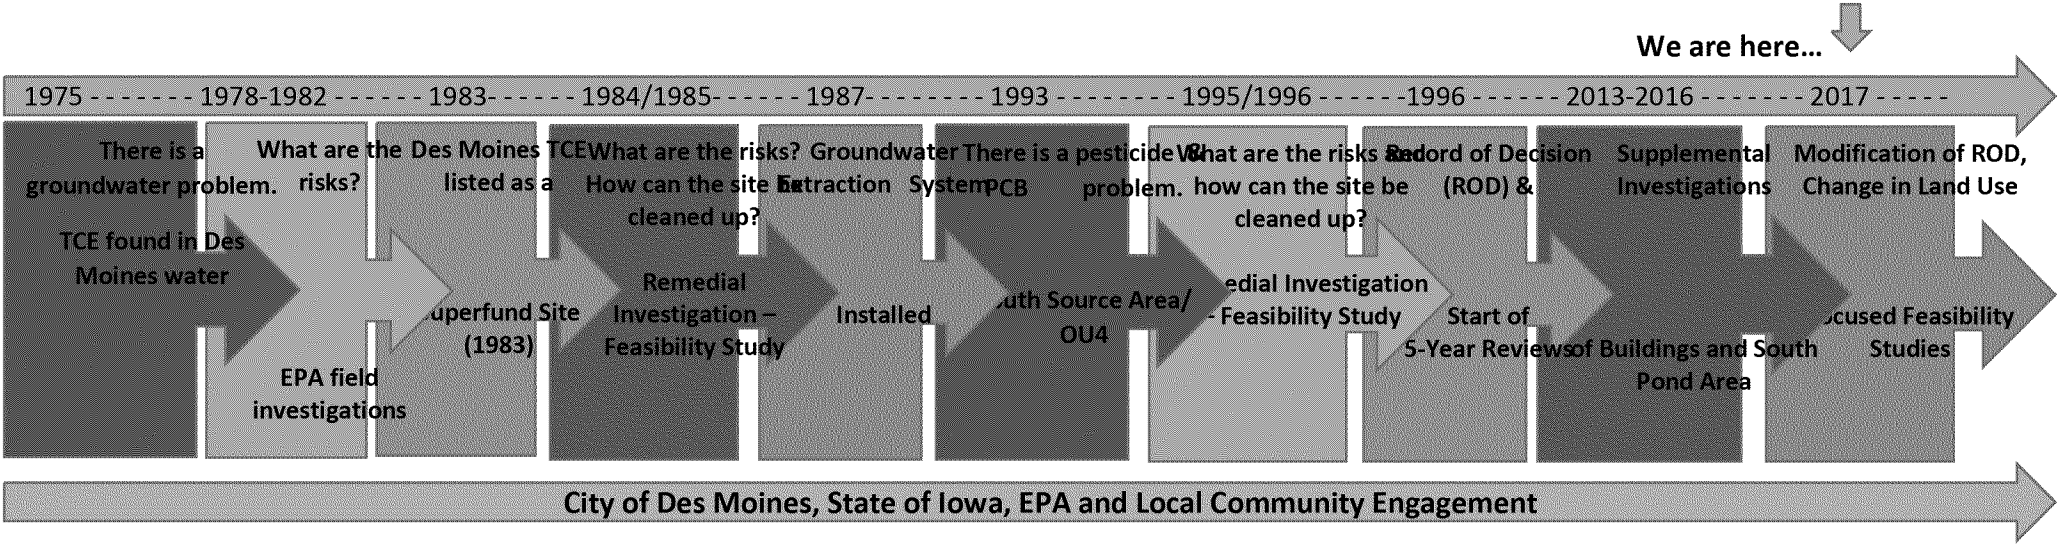 We are here...
1975 - - - - - - - 1978-1982 - - - - - - 1983- - - - - - 1984/1985- - - - - - 1987- - - - - - - - 1993 - - - - - - - - 1995/1996 - - - - - -1996 - - - - - - 2013-2016 - - - - - - - 2017 - - - - -
There is a
groundwater problem.
TCE found in Des
Moines water
What are the
risks?
EPA field
investigations
Des Moines TCE
listed as a
Superfund Site
(1983)
What are the risks?
How can the site be
cleaned up?
Remedial
Investigation –
Feasibility Study
Groundwater
Extraction System
Installed
There is a pesticide &
PCB problem.
South Source Area/
OU4
What are the risks and
how can the site be
cleaned up?
Remedial Investigation
- Feasibility Study
Record of Decision
(ROD) &
Start of
5-Year Reviews
Supplemental
Investigations
of Buildings and South
Pond Area
Modification of ROD,
Change in Land Use
Focused Feasibility
Studies
City of Des Moines, State of Iowa, EPA and Local Community Engagement